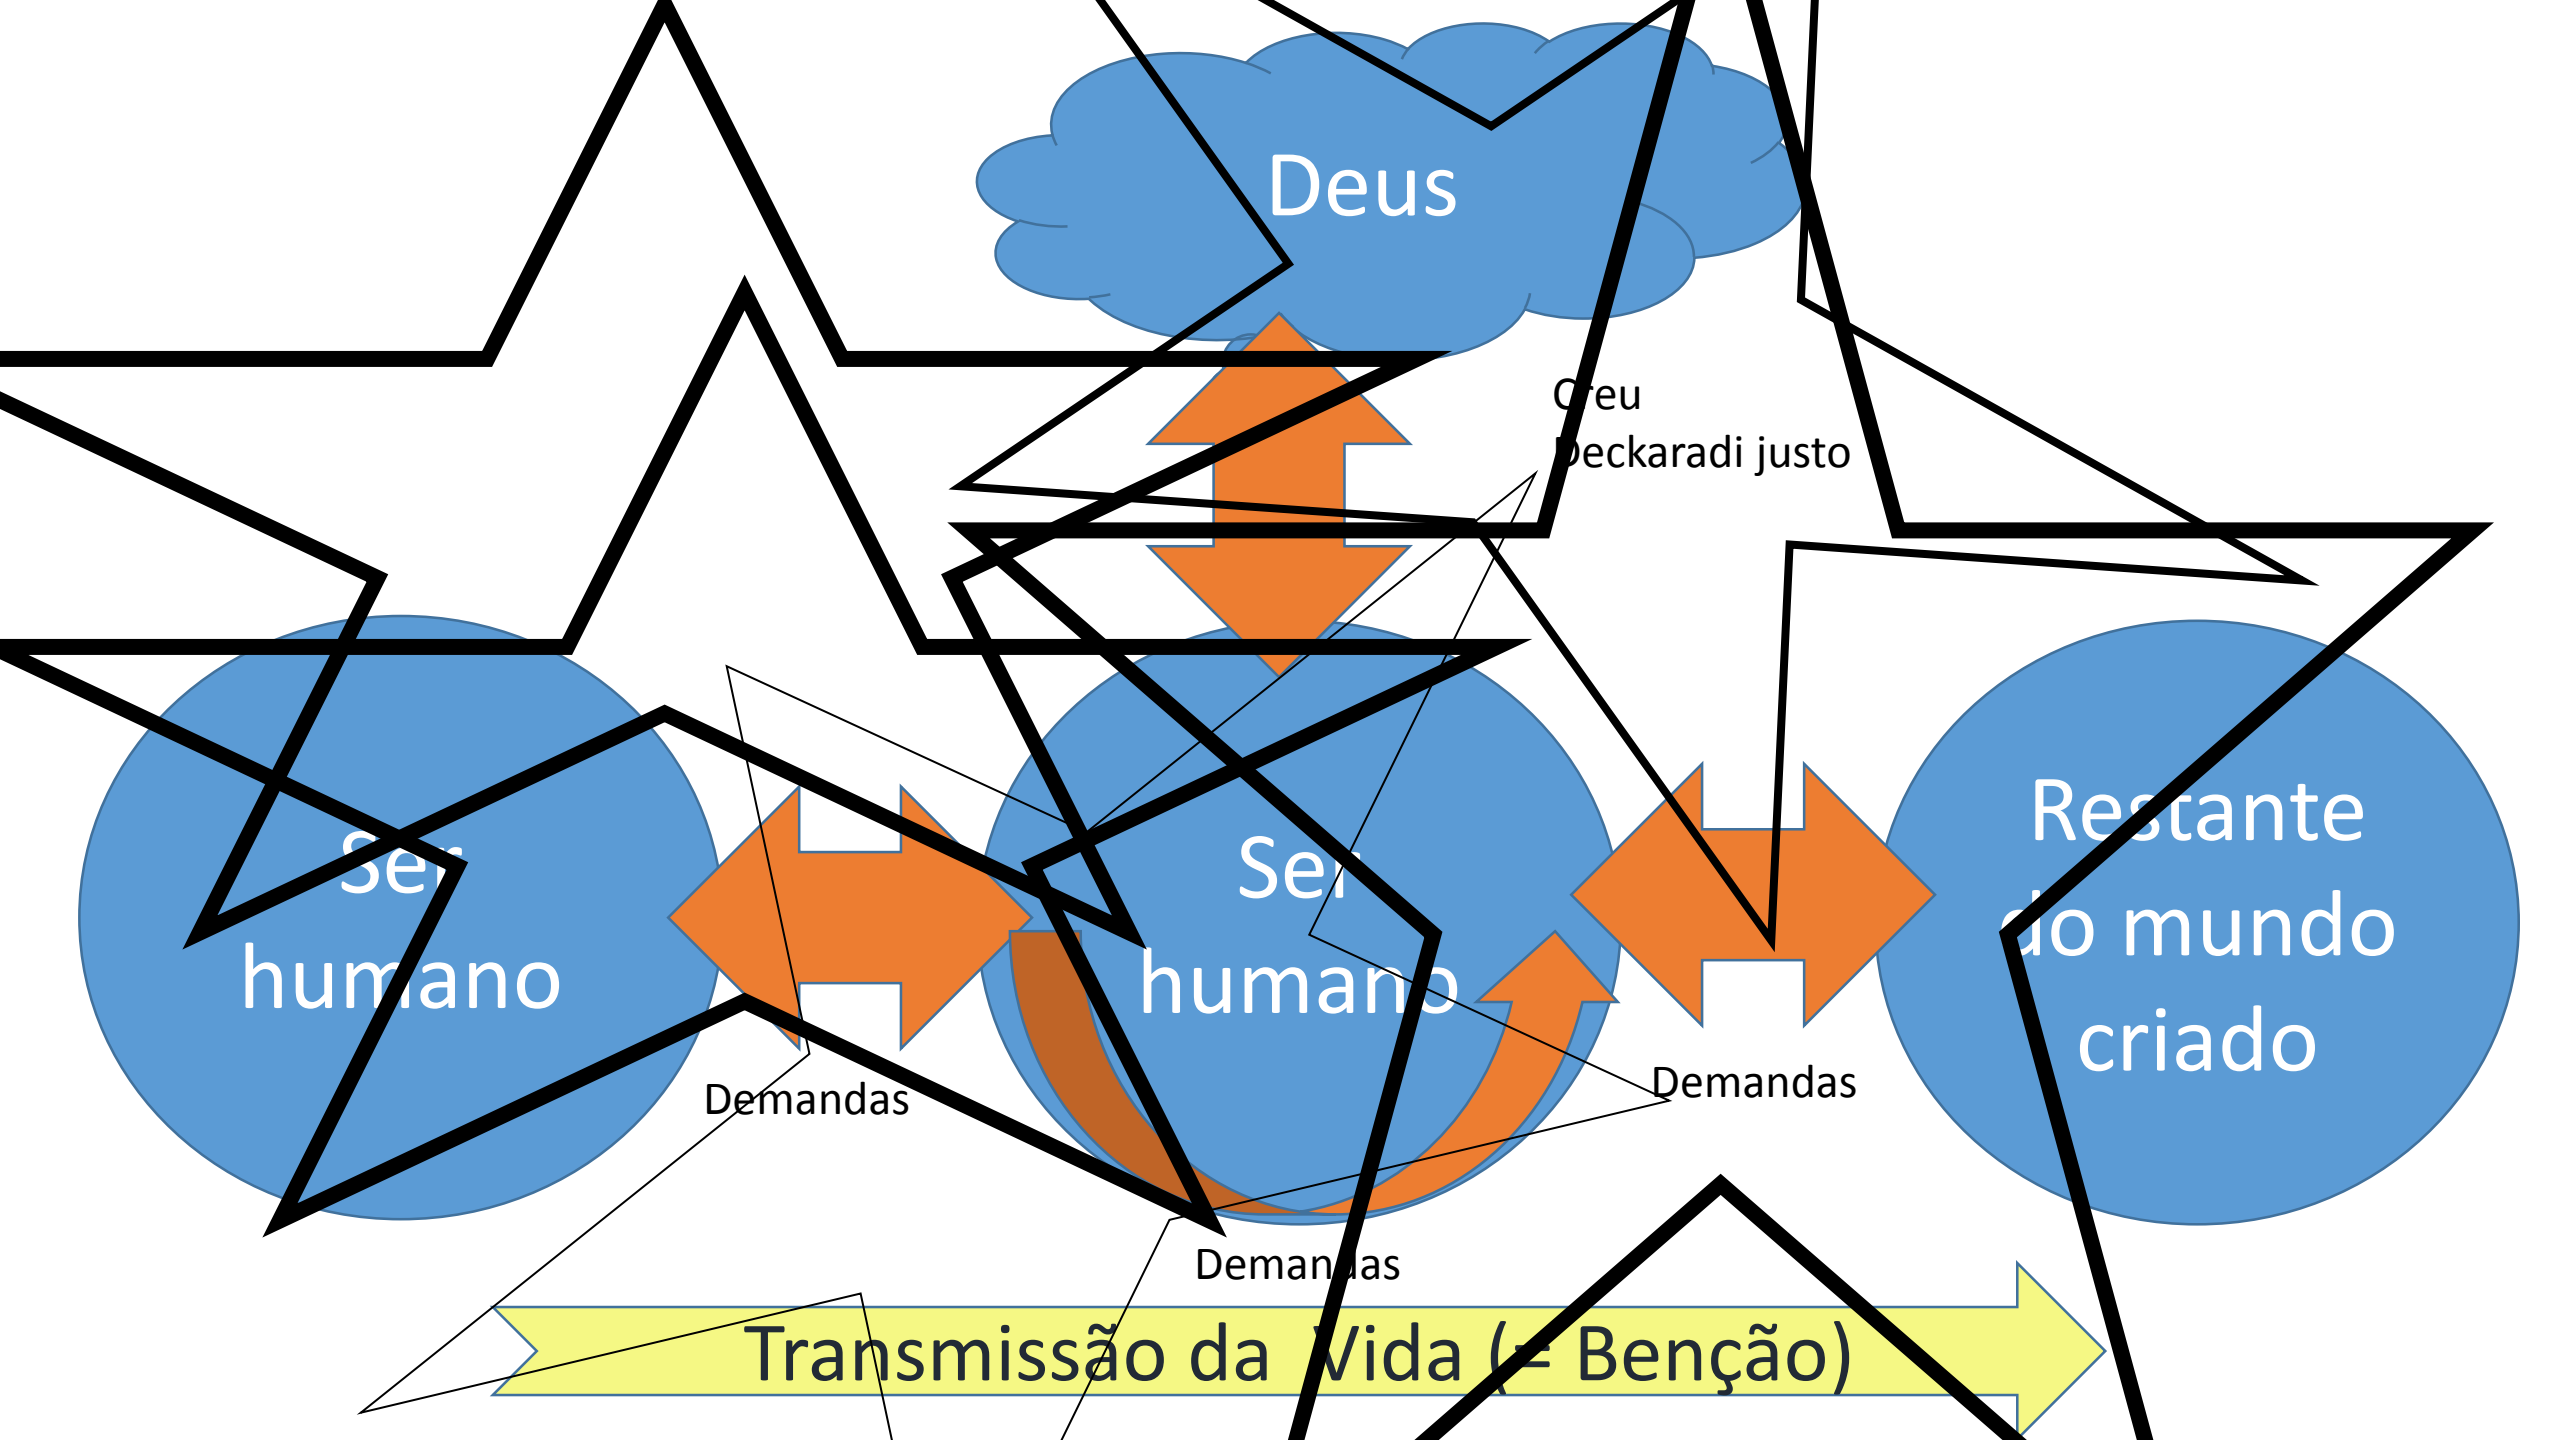 Deus
Creu
Deckaradi justo
Ser
humano
Ser
humano
Restante
do mundo
criado
Demandas
Demandas
Demandas
Transmissão da Vida (= Benção)